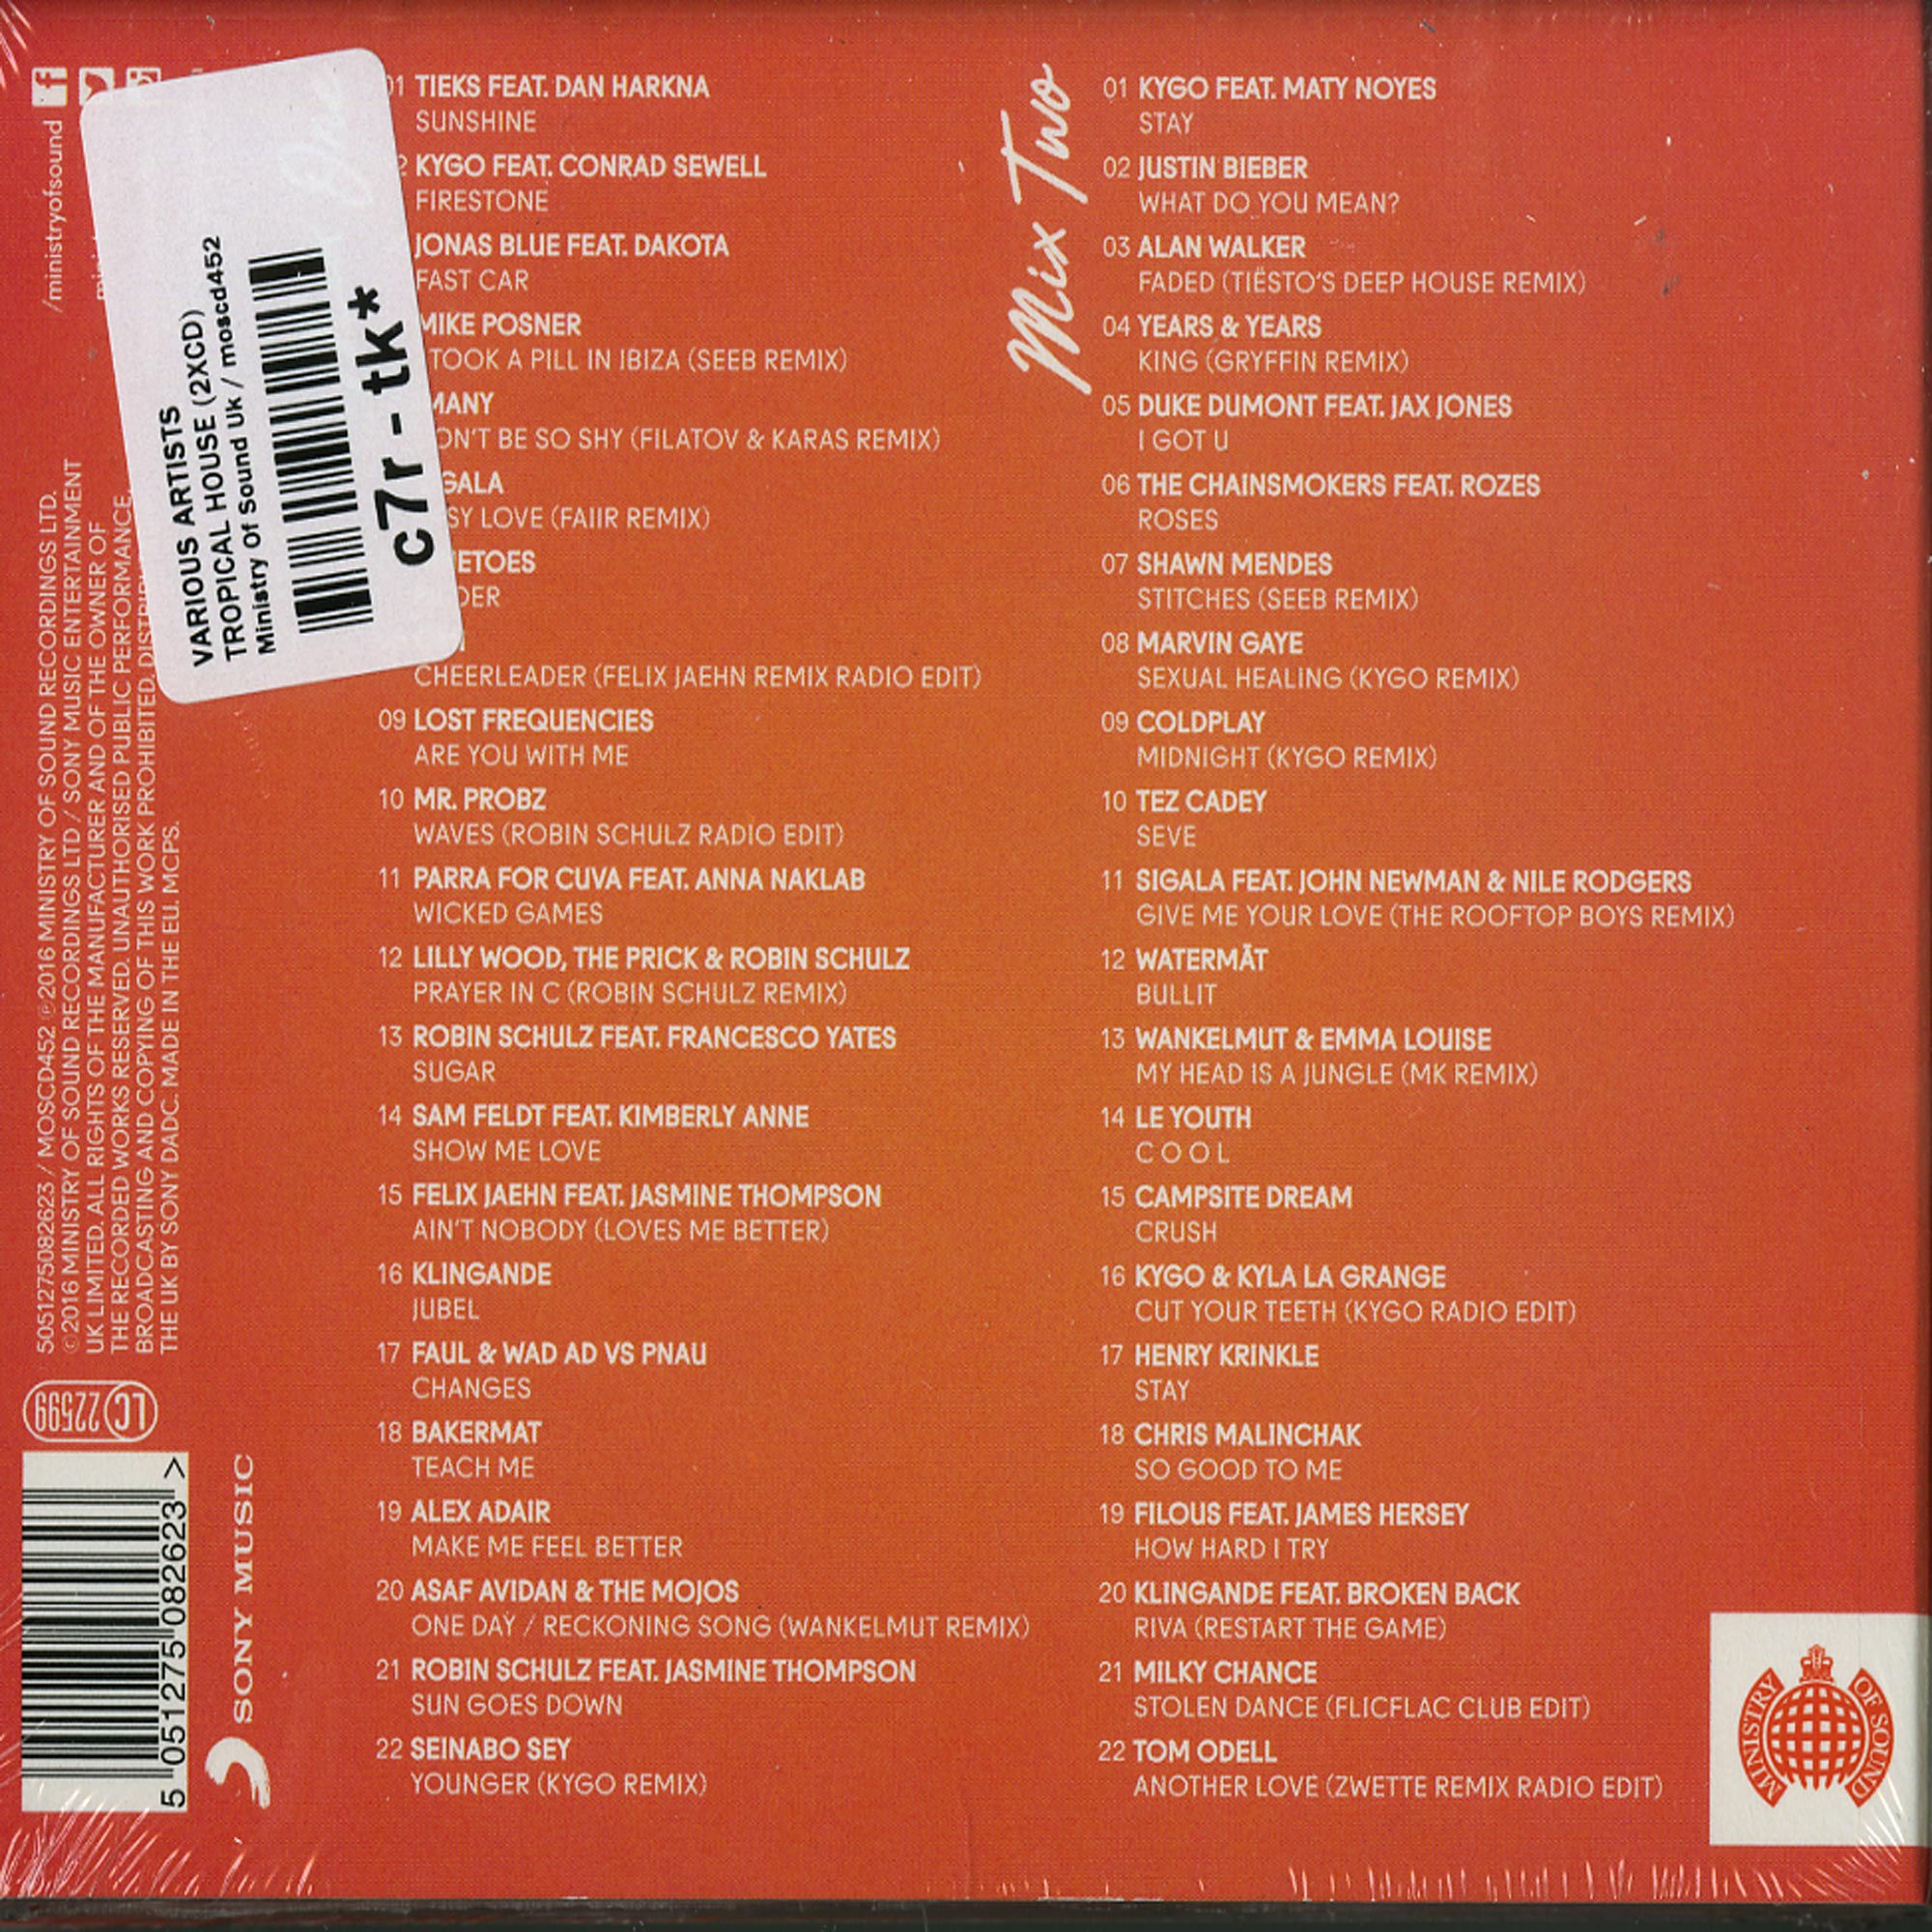 /ministryofsound
5051275082623 / MOSCD452 ℗2016 MINISTRY OF SOUND RECORDINGS LTD.
©2016 MINISTRY OF SOUND RECORDINGS LTD / SONY MUSIC ENTERTAINMENT
UK LIMITED. ALL RIGHTS OF THE MANUFACTURER AND OF THE OWNER OF
THE RECORDED WORKS RESERVED. UNAUTHORISED PUBLIC PERFORMANCE,
BROADCASTING AND COPYING OF THIS WORK PROHIBITED.
THE UK BY SONY DADC. MADE IN THE EU. MCPS.
LC 22599
5 051275 082623 >
SONY MUSIC
VARIOUS ARTISTS
TROPICAL HOUSE (2XCD)
Ministry Of Sound Uk / moscd452
c7r - tk*
TIEKS FEAT. DAN HARKNA
SUNSHINE
KYGO FEAT. CONRAD SEWELL
FIRESTONE
JONAS BLUE FEAT. DAKOTA
FAST CAR
MIKE POSNER
TOOK A PILL IN IBIZA (SEEB REMIX)
BE SO SHY (FILATOV & KARAS REMIX)
LOVE (FAIIR REMIX)
CHEERLEADER (FELIX JAEHN REMIX RADIO EDIT)
09 LOST FREQUENCIES
ARE YOU WITH ME
10 MR. PROBZ
WAVES (ROBIN SCHULZ RADIO EDIT)
11 PARRA FOR CUVA FEAT. ANNA NAKLAB
WICKED GAMES
12 LILLY WOOD, THE PRICK & ROBIN SCHULZ
PRAYER IN C (ROBIN SCHULZ REMIX)
13 ROBIN SCHULZ FEAT. FRANCESCO YATES
SUGAR
14 SAM FELDT FEAT. KIMBERLY ANNE
SHOW ME LOVE
15 FELIX JAEHN FEAT. JASMINE THOMPSON
AIN'T NOBODY (LOVES ME BETTER)
16 KLINGANDE
JUBEL
17 FAUL & WAD AD VS PNAU
CHANGES
18 BAKERMAT
TEACH ME
19 ALEX ADAIR
MAKE ME FEEL BETTER
20 ASAF AVIDAN & THE MOJOS
ONE DAY / RECKONING SONG (WANKELMUT REMIX)
21 ROBIN SCHULZ FEAT. JASMINE THOMPSON
SUN GOES DOWN
22 SEINABO SEY
YOUNGER (KYGO REMIX)
Mix Two
01 KYGO FEAT. MATY NOYES
STAY
02 JUSTIN BIEBER
WHAT DO YOU MEAN?
03 ALAN WALKER
FADED (TIËSTO'S DEEP HOUSE REMIX)
04 YEARS & YEARS
KING (GRYFFIN REMIX)
05 DUKE DUMONT FEAT. JAX JONES
I GOT U
06 THE CHAINSMOKERS FEAT. ROZES
ROSES
07 SHAWN MENDES
STITCHES (SEEB REMIX)
08 MARVIN GAYE
SEXUAL HEALING (KYGO REMIX)
09 COLDPLAY
MIDNIGHT (KYGO REMIX)
10 TEZ CADEY
SEVE
11 SIGALA FEAT. JOHN NEWMAN & NILE RODGERS
GIVE ME YOUR LOVE (THE ROOFTOP BOYS REMIX)
12 WATERMÄT
BULLIT
13 WANKELMUT & EMMA LOUISE
MY HEAD IS A JUNGLE (MK REMIX)
14 LE YOUTH
C O O L
15 CAMPSITE DREAM
CRUSH
16 KYGO & KYLA LA GRANGE
CUT YOUR TEETH (KYGO RADIO EDIT)
17 HENRY KRINKLE
STAY
18 CHRIS MALINCHAK
SO GOOD TO ME
19 FILOUS FEAT. JAMES HERSEY
HOW HARD I TRY
20 KLINGANDE FEAT. BROKEN BACK
RIVA (RESTART THE GAME)
21 MILKY CHANCE
STOLEN DANCE (FLICFLAC CLUB EDIT)
22 TOM ODELL
ANOTHER LOVE (ZWETTE REMIX RADIO EDIT)
MINISTRY OF SOUND